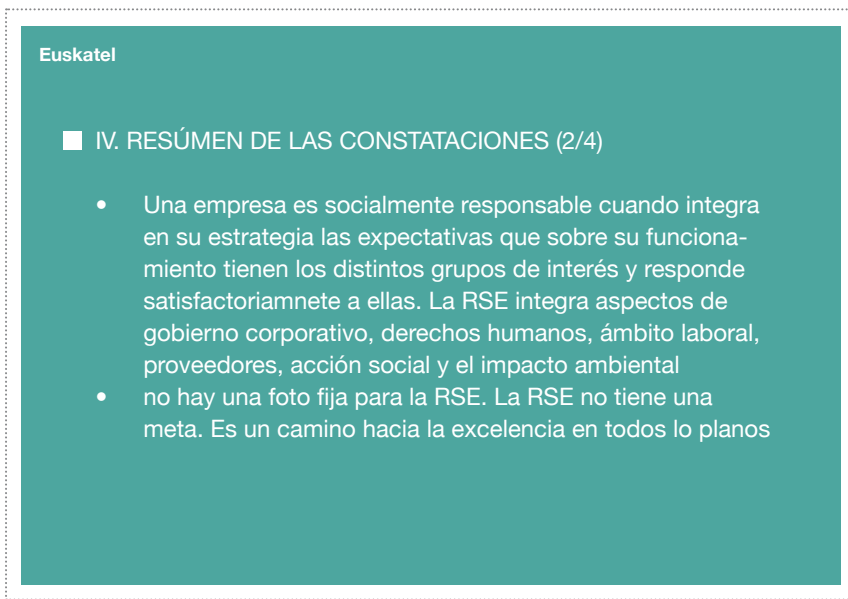 Euskatel
IV. RESÚMEN DE LAS CONSTATACIONES (2/4)
• Una empresa es socialmente responsable cuando integra
en su estrategia las expectativas que sobre su funciona-
miento tienen los distintos grupos de interés y responde
satisfactoriamnete a ellas. La RSE integra aspectos de
gobierno corporativo, derechos humanos, ámbito laboral,
proveedores, acción social y el impacto ambiental
• no hay una foto fija para la RSE. La RSE no tiene una
meta. Es un camino hacia la excelencia en todos lo planos